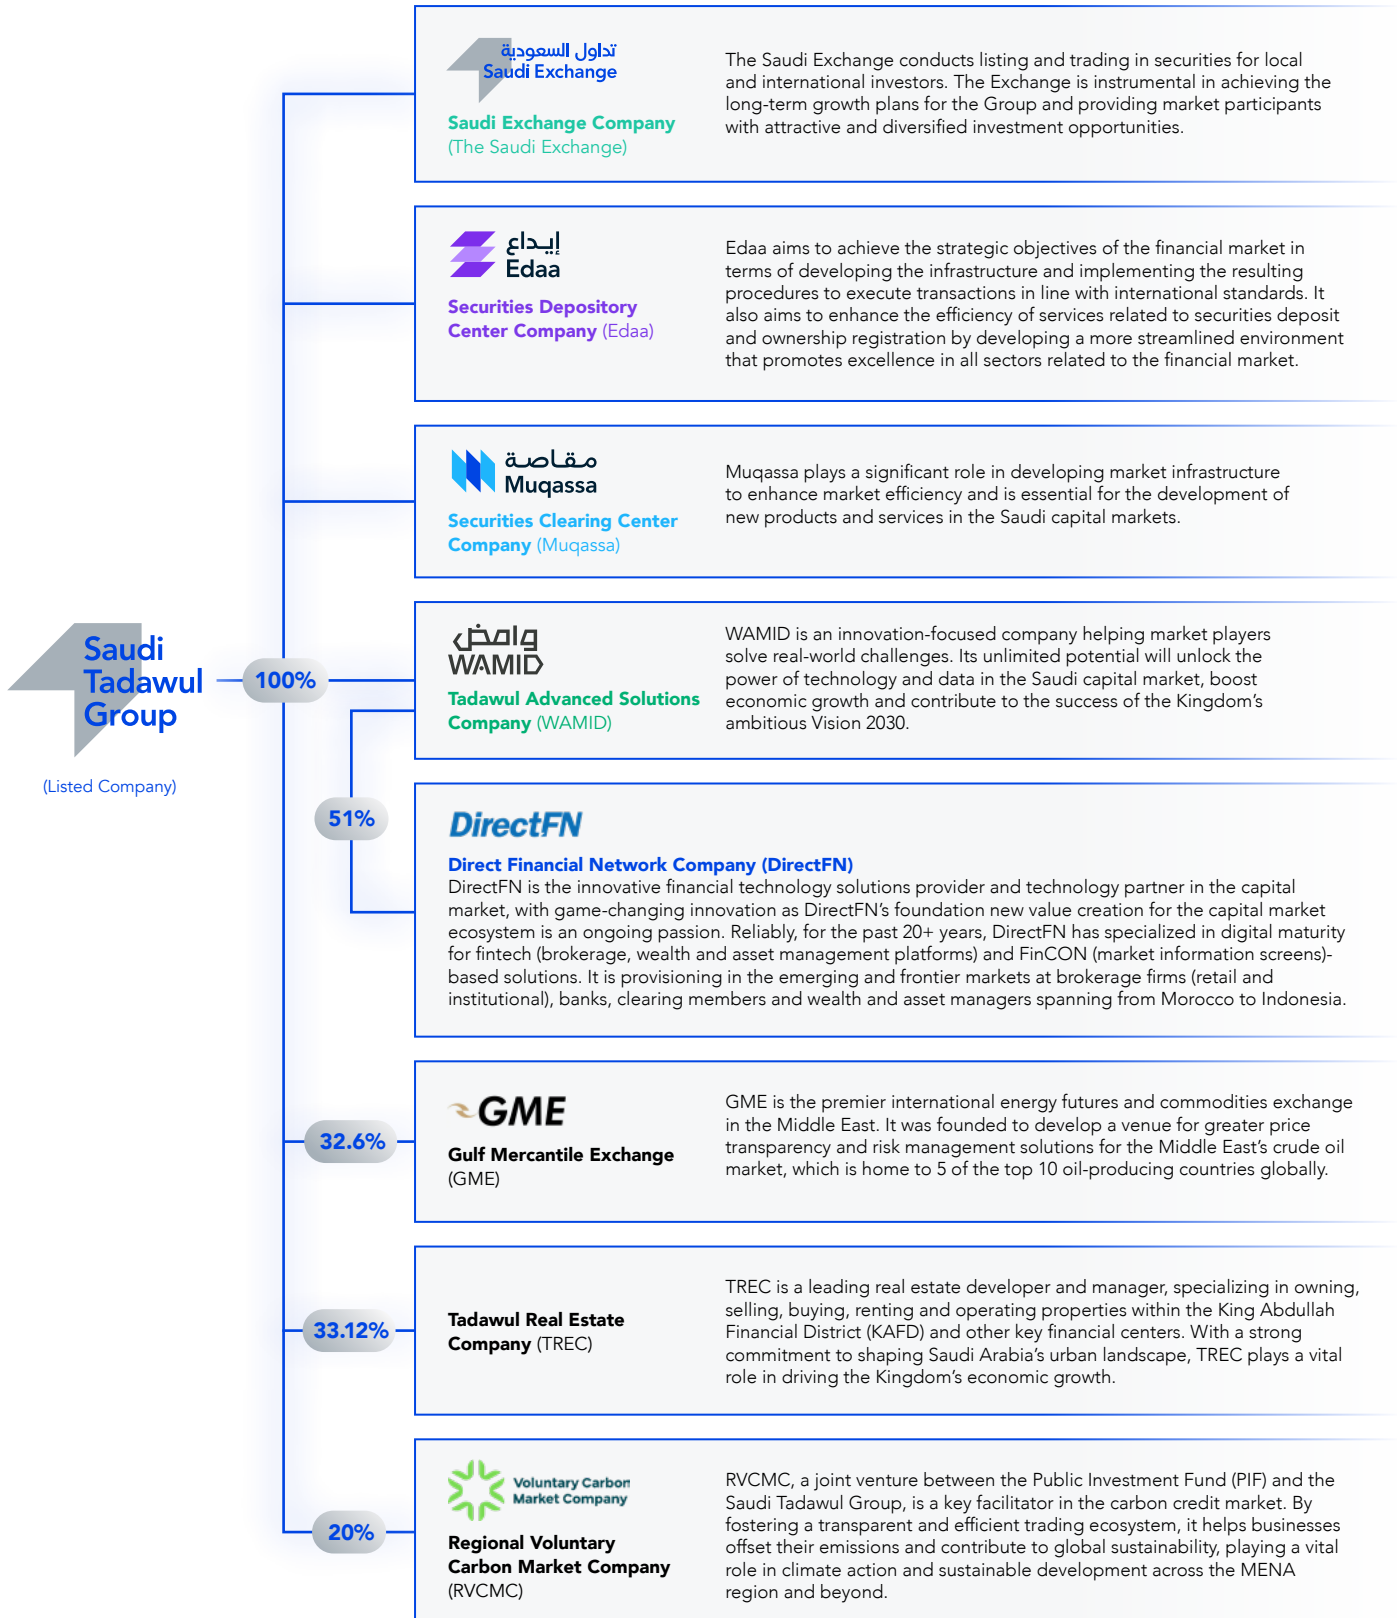 تداول السعودية
Saudi Exchange
Saudi Exchange Company
(The Saudi Exchange)
The Saudi Exchange conducts listing and trading in securities for local
and international investors. The Exchange is instrumental in achieving the
long-term growth plans for the Group and providing market participants
with attractive and diversified investment opportunities.
إيداع
Edaa
Securities Depository
Center Company (Edaa)
Edaa aims to achieve the strategic objectives of the financial market in
terms of developing the infrastructure and implementing the resulting
procedures to execute transactions in line with international standards. It
also aims to enhance the efficiency of services related to securities deposit
and ownership registration by developing a more streamlined environment
that promotes excellence in all sectors related to the financial market.
مقاصة
Muqassa
Securities Clearing Center
Company (Muqassa)
Muqassa plays a significant role in developing market infrastructure
to enhance market efficiency and is essential for the development of
new products and services in the Saudi capital markets.
Saudi
Tadawul
Group
(Listed Company)
100%
وامض
WAMID
Tadawul Advanced Solutions
Company (WAMID)
WAMID is an innovation-focused company helping market players
solve real-world challenges. Its unlimited potential will unlock the
power of technology and data in the Saudi capital market, boost
economic growth and contribute to the success of the Kingdom's
ambitious Vision 2030.
51%
DirectFN
Direct Financial Network Company (DirectFN)
DirectFN is the innovative financial technology solutions provider and technology partner in the capital
market, with game-changing innovation as DirectFN's foundation new value creation for the capital market
ecosystem is an ongoing passion. Reliably, for the past 20+ years, DirectFN has specialized in digital maturity
for fintech (brokerage, wealth and asset management platforms) and FinCON (market information screens)-
based solutions. It is provisioning in the emerging and frontier markets at brokerage firms (retail and
institutional), banks, clearing members and wealth and asset managers spanning from Morocco to Indonesia.
32.6%
GME
Gulf Mercantile Exchange
(GME)
GME is the premier international energy futures and commodities exchange
in the Middle East. It was founded to develop a venue for greater price
transparency and risk management solutions for the Middle East's crude oil
market, which is home to 5 of the top 10 oil-producing countries globally.
33.12%
Tadawul Real Estate
Company (TREC)
TREC is a leading real estate developer and manager, specializing in owning,
selling, buying, renting and operating properties within the King Abdullah
Financial District (KAFD) and other key financial centers. With a strong
commitment to shaping Saudi Arabia's urban landscape, TREC plays a vital
role in driving the Kingdom's economic growth.
20%
Voluntary Carbon
Market Company
Regional Voluntary
Carbon Market Company
(RVCMC)
RVCMC, a joint venture between the Public Investment Fund (PIF) and the
Saudi Tadawul Group, is a key facilitator in the carbon credit market. By
fostering a transparent and efficient trading ecosystem, it helps businesses
offset their emissions and contribute to global sustainability, playing a vital
role in climate action and sustainable development across the MENA
region and beyond.